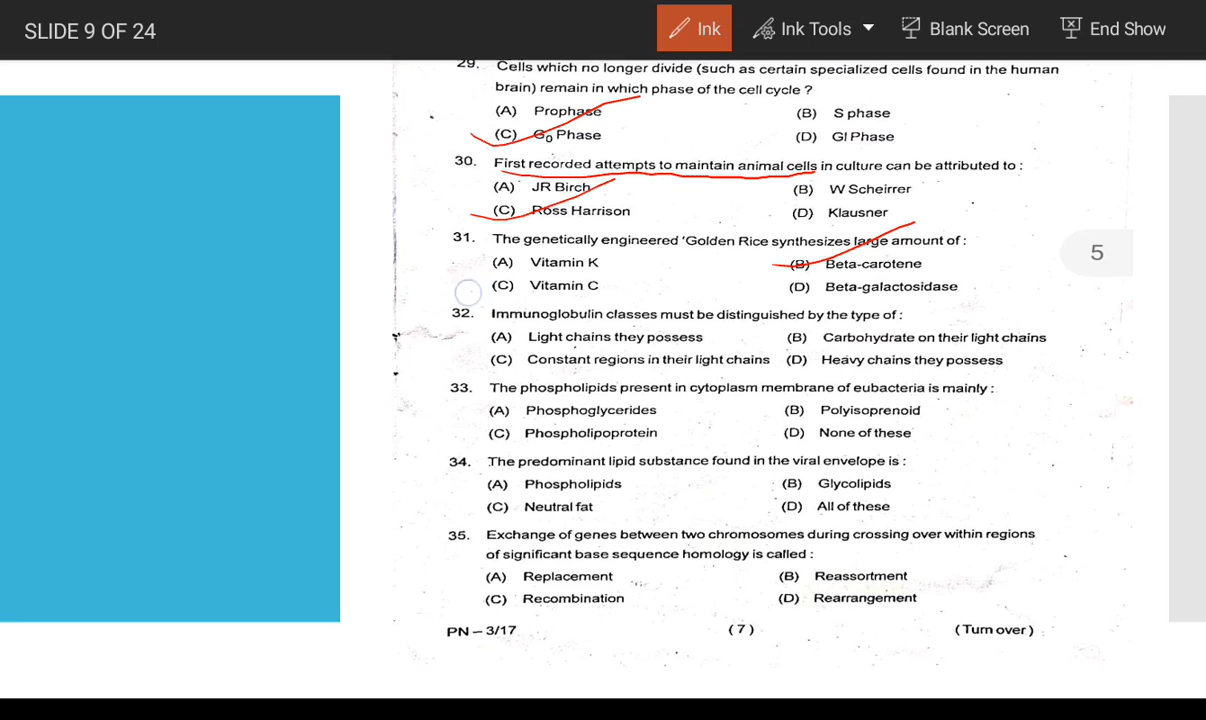 SLIDE 9 OF 24
Ink
Ink Tools
Blank Screen
End Show
29. Cells which no longer divide (such as certain specialized cells found in the human
brain) remain in which phase of the cell cycle ?
(A) Prophase (B) S phase
(C) G0 Phase (D) Gl Phase
30. First recorded attempts to maintain animal cells in culture can be attributed to :
(A) JR Birch (B) W Scheirrer
(C) Ross Harrison (D) Klausner
31. The genetically engineered ‘Golden Rice synthesizes large amount of :
(A) Vitamin K (B) Beta-carotene
(C) Vitamin C (D) Beta-galactosidase
5
32. Immunoglobulin classes must be distinguished by the type of :
(A) Light chains they possess (B) Carbohydrate on their light chains
(C) Constant regions in their light chains (D) Heavy chains they possess
33. The phospholipids present in cytoplasm membrane of eubacteria is mainly :
(A) Phosphoglycerides (B) Polyisoprenoid
(C) Phospholipoprotein (D) None of these
34. The predominant lipid substance found in the viral envelope is :
(A) Phospholipids (B) Glycolipids
(C) Neutral fat (D) All of these
35. Exchange of genes between two chromosomes during crossing over within regions
of significant base sequence homology is called :
(A) Replacement (B) Reassortment
(C) Recombination (D) Rearrangement
PN – 3/17 ( 7 ) ( Turn over )